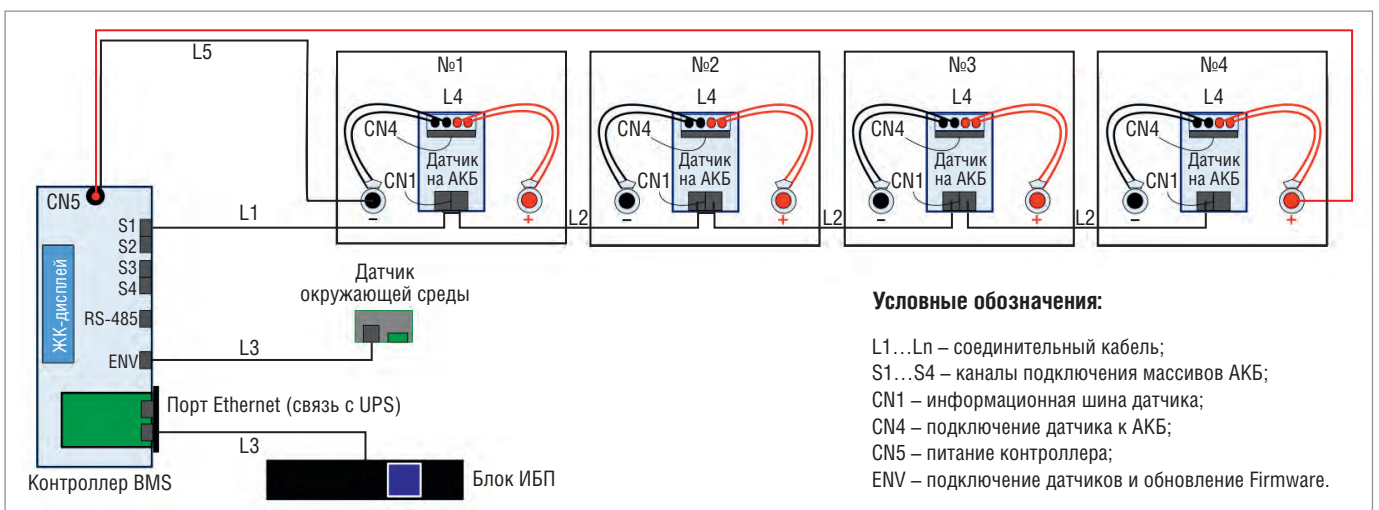 L5
№1
№2
№3
№4
L4
L4
L4
L4
CN4
CN4
CN4
CN4
Датчик
на АКБ
Датчик
на АКБ
Датчик
на АКБ
Датчик
на АКБ
CN1
CN1
CN1
CN1
–
+
–
+
–
+
–
+
L2
L2
L2
CN5
L1
S1
S2
S3
S4
RS-485
ENV
ЖК-дисплей
Датчик
окружающей среды
L3
Порт Ethernet (связь с UPS)
L3
Контроллер BMS
Блок ИБП
Условные обозначения:
L1…Ln – соединительный кабель;
S1…S4 – каналы подключения массивов АКБ;
CN1 – информационная шина датчика;
CN4 – подключение датчика к АКБ;
CN5 – питание контроллера;
ENV – подключение датчиков и обновление Firmware.